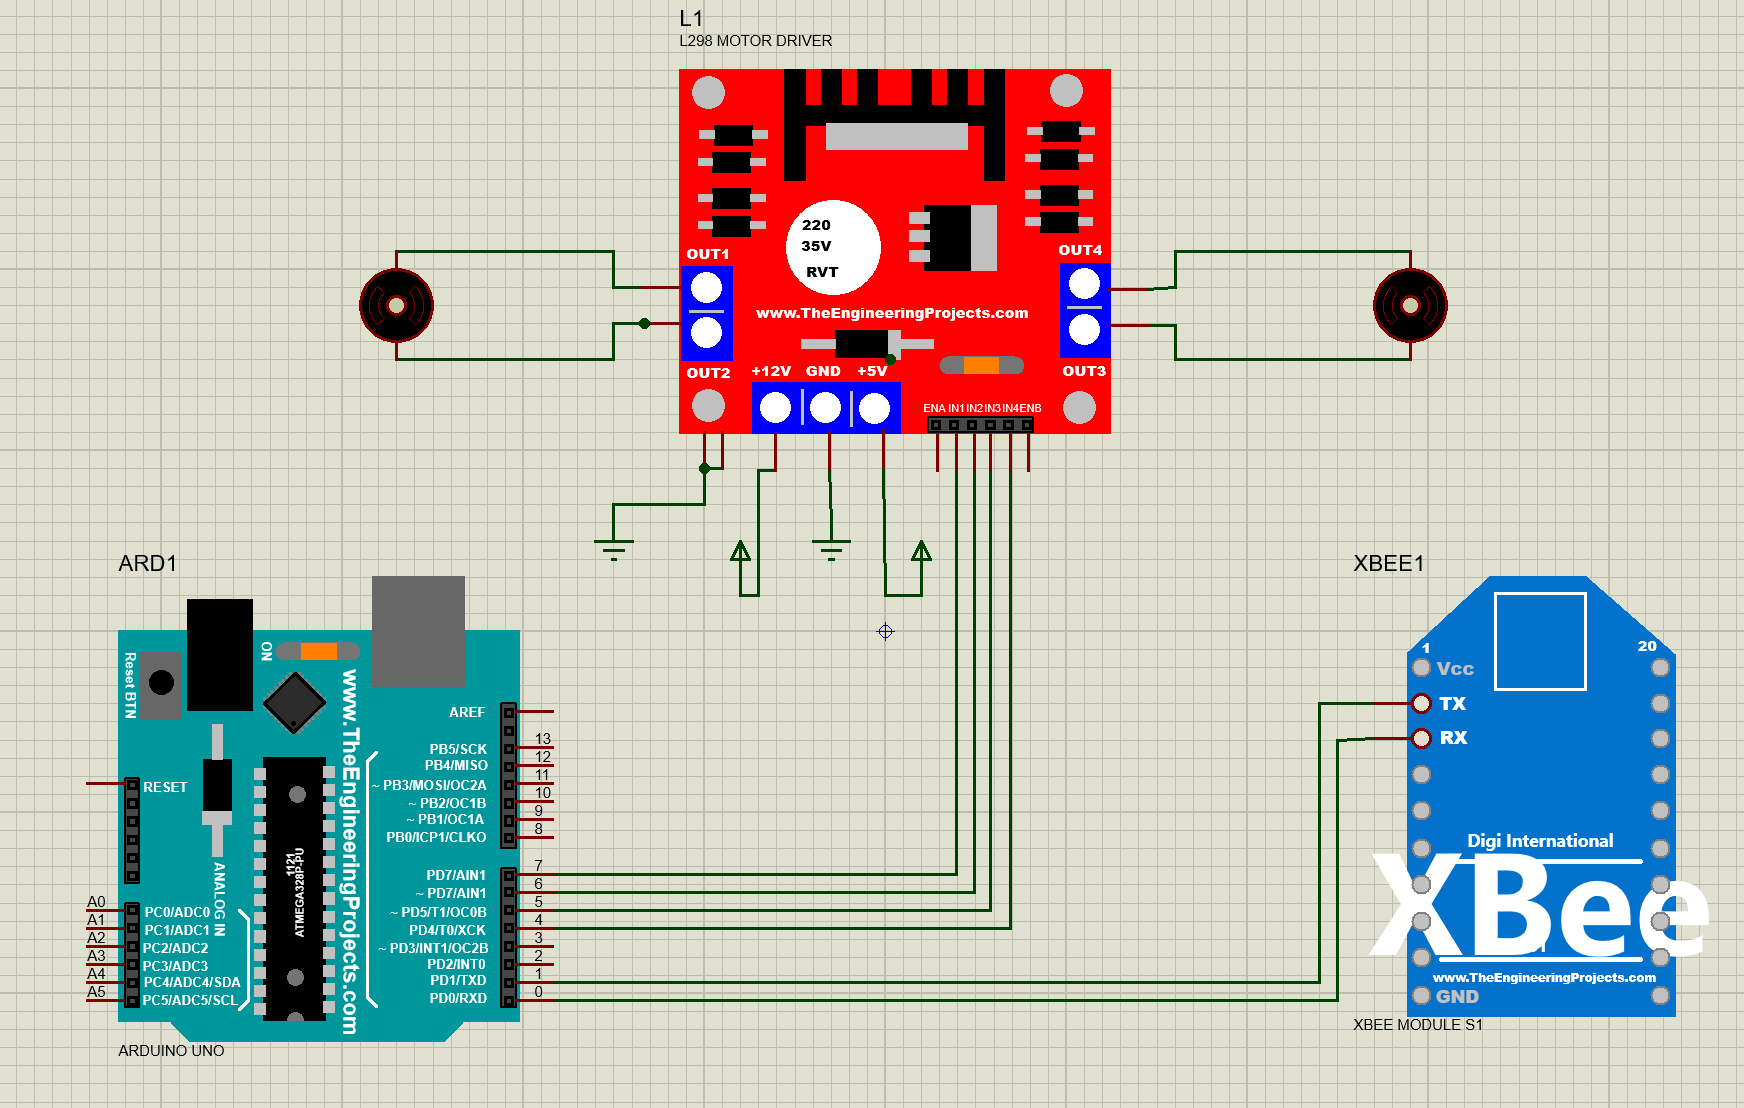 L1
L298 MOTOR DRIVER
220
35V
RVT
OUT1
OUT4
www.TheEngineeringProjects.com
OUT2
+12V GND +5V
OUT3
ENA IN1 IN2 IN3 IN4 ENB
ARD1
Reset BTN
ON
www.TheEngineeringProjects.com
ANALOG IN
1121
ATMEGA328P-PU
RESET
A0 PC0/ADC0
A1 PC1/ADC1
A2 PC2/ADC2
A3 PC3/ADC3
A4 PC4/ADC4/SDA
A5 PC5/ADC5/SCL
AREF
PB5/SCK 13
PB4/MISO 12
~ PB3/MOSI/OC2A 11
~ PB2/OC1B 10
~ PB1/OC1A 9
PB0/ICP1/CLKO 8
PD7/AIN1 7
~ PD7/AIN1 6
~ PD5/T1/OC0B 5
PD4/T0/XCK 4
~ PD3/INT1/OC2B 3
PD2/INT0 2
PD1/TXD 1
PD0/RXD 0
ARDUINO UNO
XBEE1
1 20
Vcc
TX
RX
Digi International
XBee
www.TheEngineeringProjects.com
GND
XBEE MODULE S1